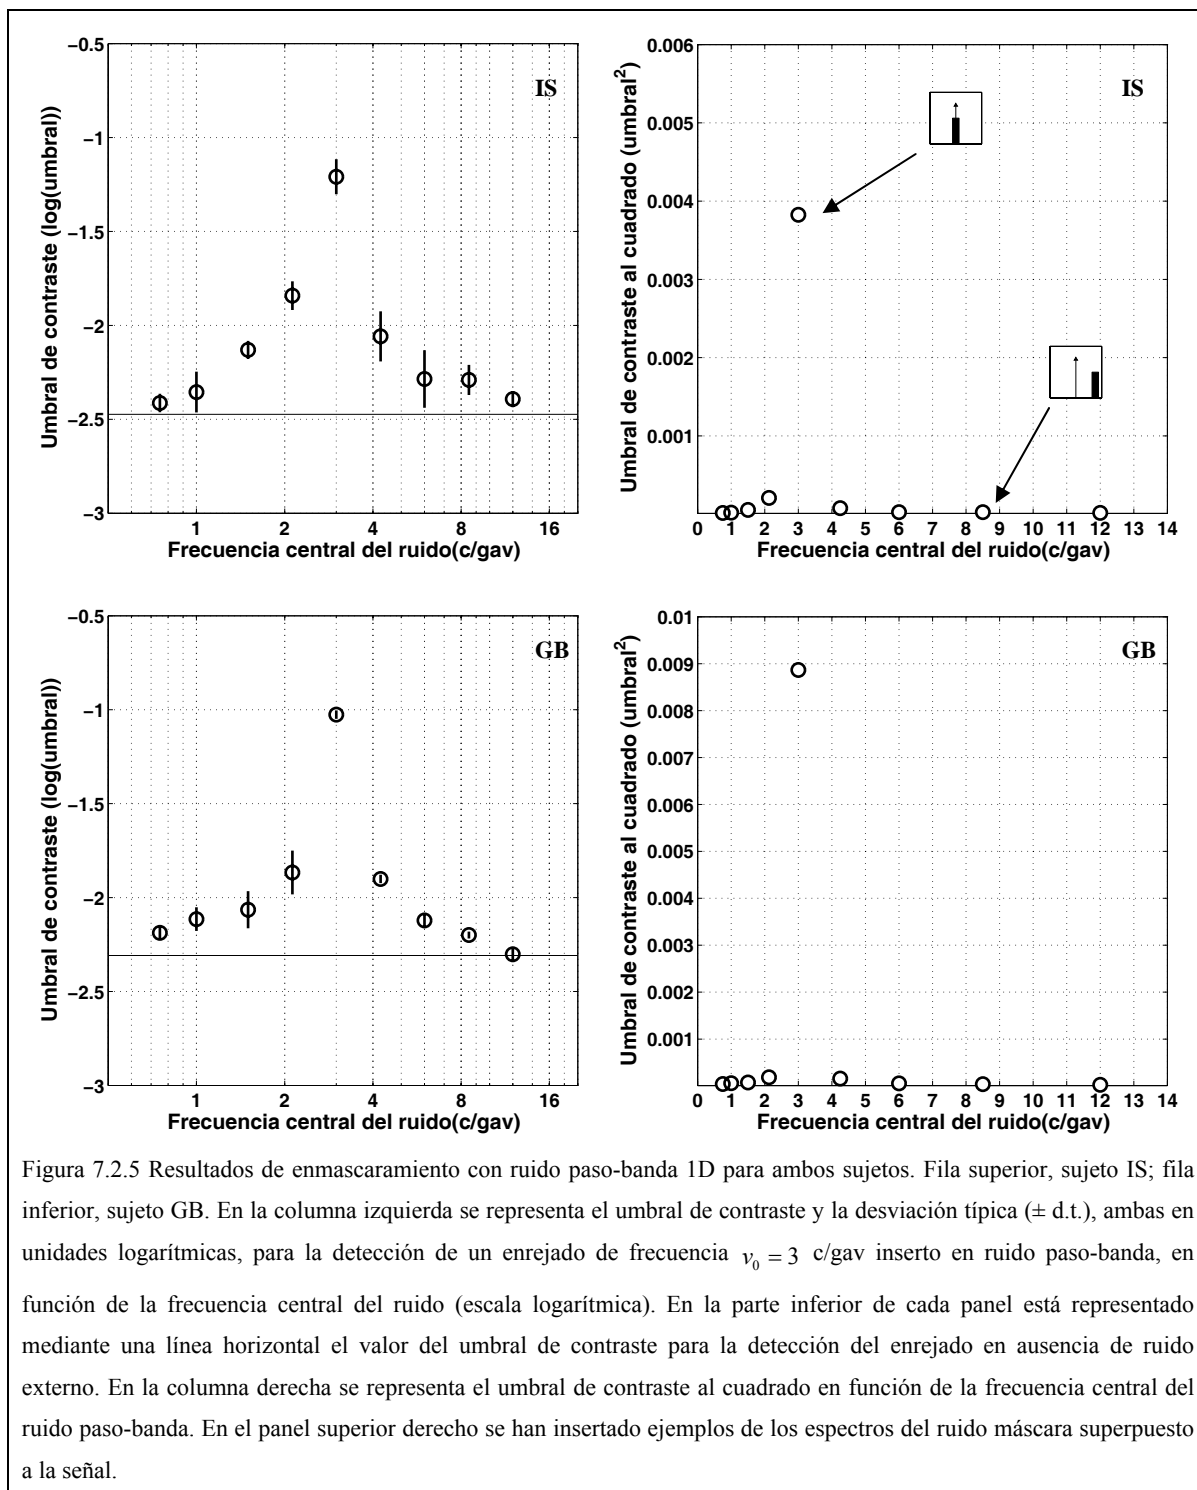 −0.5
−1
−1.5
−2
−2.5
−3
1
2
4
8
16
Umbral de contraste (log(umbral))
Frecuencia central del ruido(c/gav)
IS
0.006
0.005
0.004
0.003
0.002
0.001
0 1 2 3 4 5 6 7 8 9 10 11 12 13 14
Umbral de contraste al cuadrado (umbral²)
Frecuencia central del ruido(c/gav)
IS
−0.5
−1
−1.5
−2
−2.5
−3
1
2
4
8
16
Umbral de contraste (log(umbral))
Frecuencia central del ruido(c/gav)
GB
0.01
0.009
0.008
0.007
0.006
0.005
0.004
0.003
0.002
0.001
0 1 2 3 4 5 6 7 8 9 10 11 12 13 14
Umbral de contraste al cuadrado (umbral²)
Frecuencia central del ruido(c/gav)
GB
Figura 7.2.5 Resultados de enmascaramiento con ruido paso-banda 1D para ambos sujetos. Fila superior, sujeto IS; fila
inferior, sujeto GB. En la columna izquierda se representa el umbral de contraste y la desviación típica (± d.t.), ambas en
unidades logarítmicas, para la detección de un enrejado de frecuencia ν₀ = 3 c/gav inserto en ruido paso-banda, en
función de la frecuencia central del ruido (escala logarítmica). En la parte inferior de cada panel está representado
mediante una línea horizontal el valor del umbral de contraste para la detección del enrejado en ausencia de ruido
externo. En la columna derecha se representa el umbral de contraste al cuadrado en función de la frecuencia central del
ruido paso-banda. En el panel superior derecho se han insertado ejemplos de los espectros del ruido máscara superpuesto
a la señal.